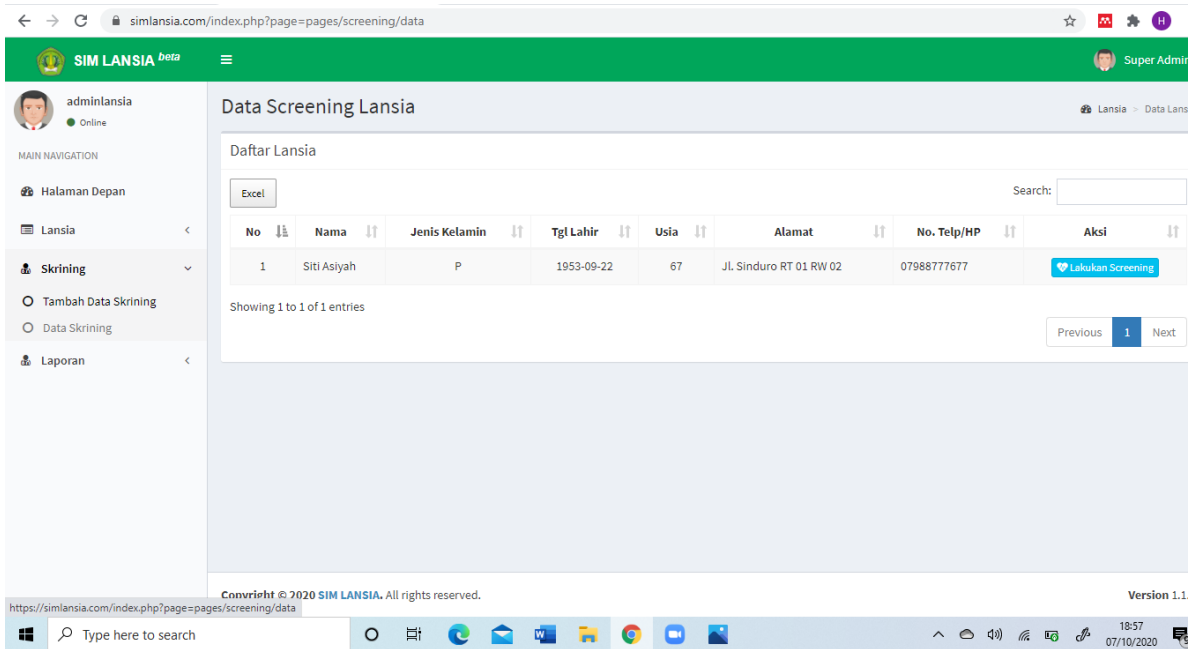 simlansia.com/index.php?page=pages/screening/data
H
SIM LANSIA beta
Super Admin
adminlansia
Online
Data Screening Lansia
Lansia > Data Lans
MAIN NAVIGATION
Daftar Lansia
Halaman Depan
Excel
Search:
Lansia
No Nama Jenis Kelamin Tgl Lahir Usia Alamat No. Telp/HP Aksi
Skrining
1 Siti Asiyah P 1953-09-22 67 Jl. Sinduro RT 01 RW 02 07988777677 Lakukan Screening
Tambah Data Skrining
Showing 1 to 1 of 1 entries
Data Skrining
Previous 1 Next
Laporan
Copyright © 2020 SIM LANSIA. All rights reserved.
Version 1.1.
https://simlansia.com/index.php?page=pages/screening/data
Type here to search
18:57
07/10/2020